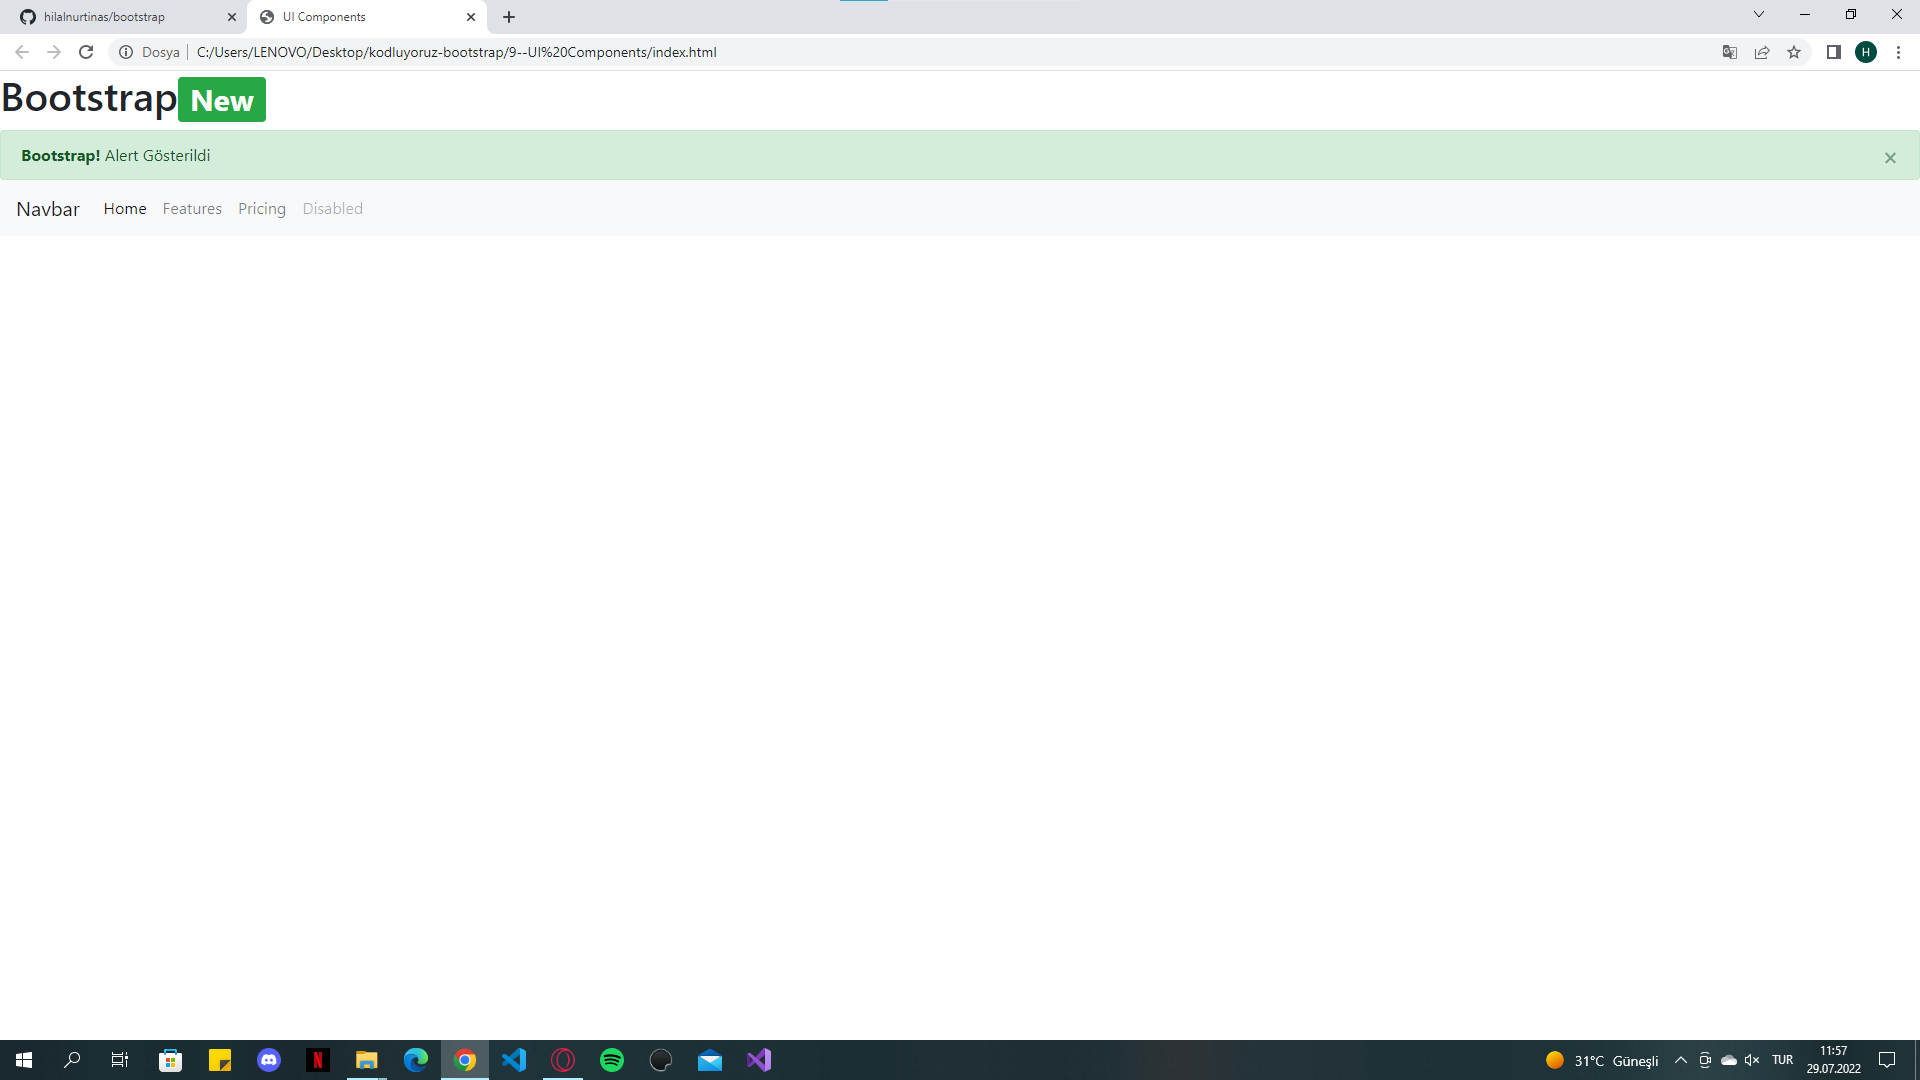 hilalnurtinas/bootstrap
UI Components
Dosya
C:/Users/LENOVO/Desktop/kodluyoruz-bootstrap/9--UI%20Components/index.html
H
Bootstrap New
Bootstrap! Alert Gösterildi
×
Navbar Home Features Pricing Disabled
31°C Güneşli
TUR
11:57
29.07.2022